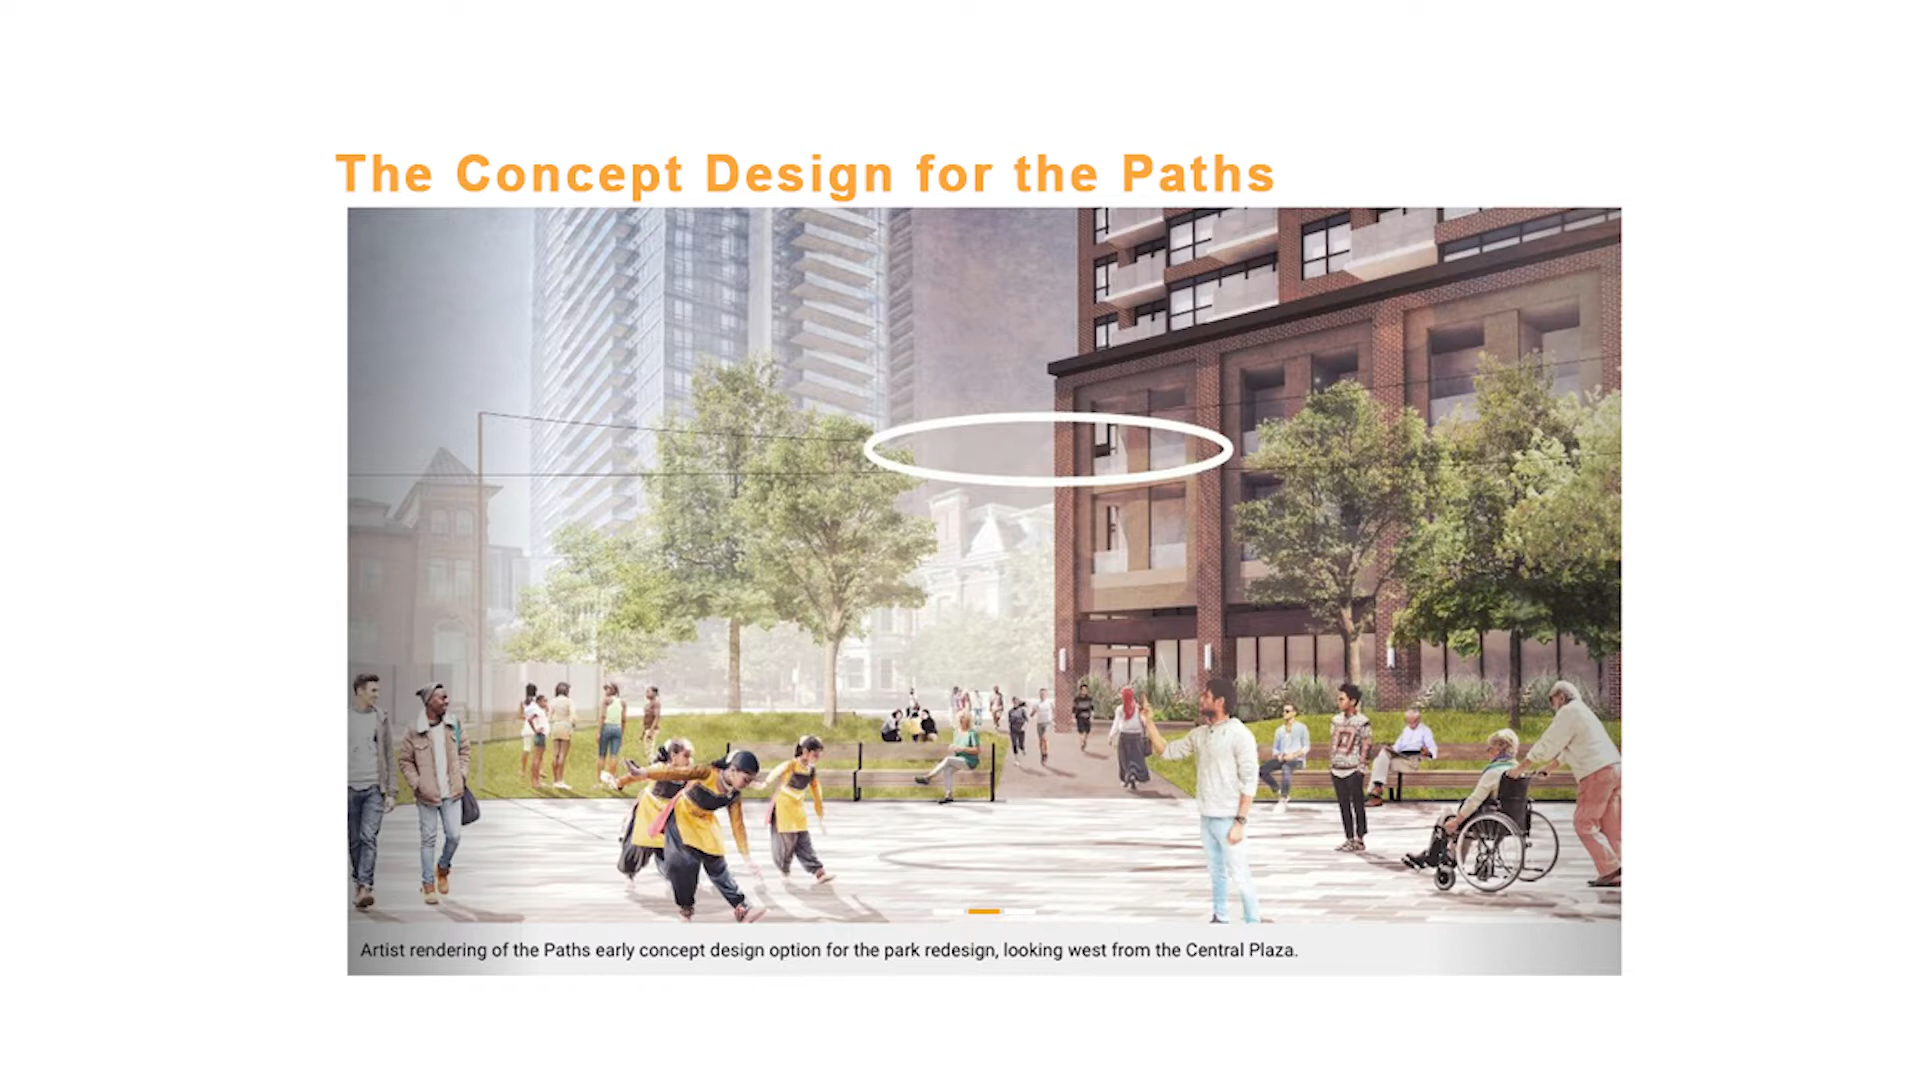 The Concept Design for the Paths
Artist rendering of the Paths early concept design option for the park redesign, looking west from the Central Plaza.